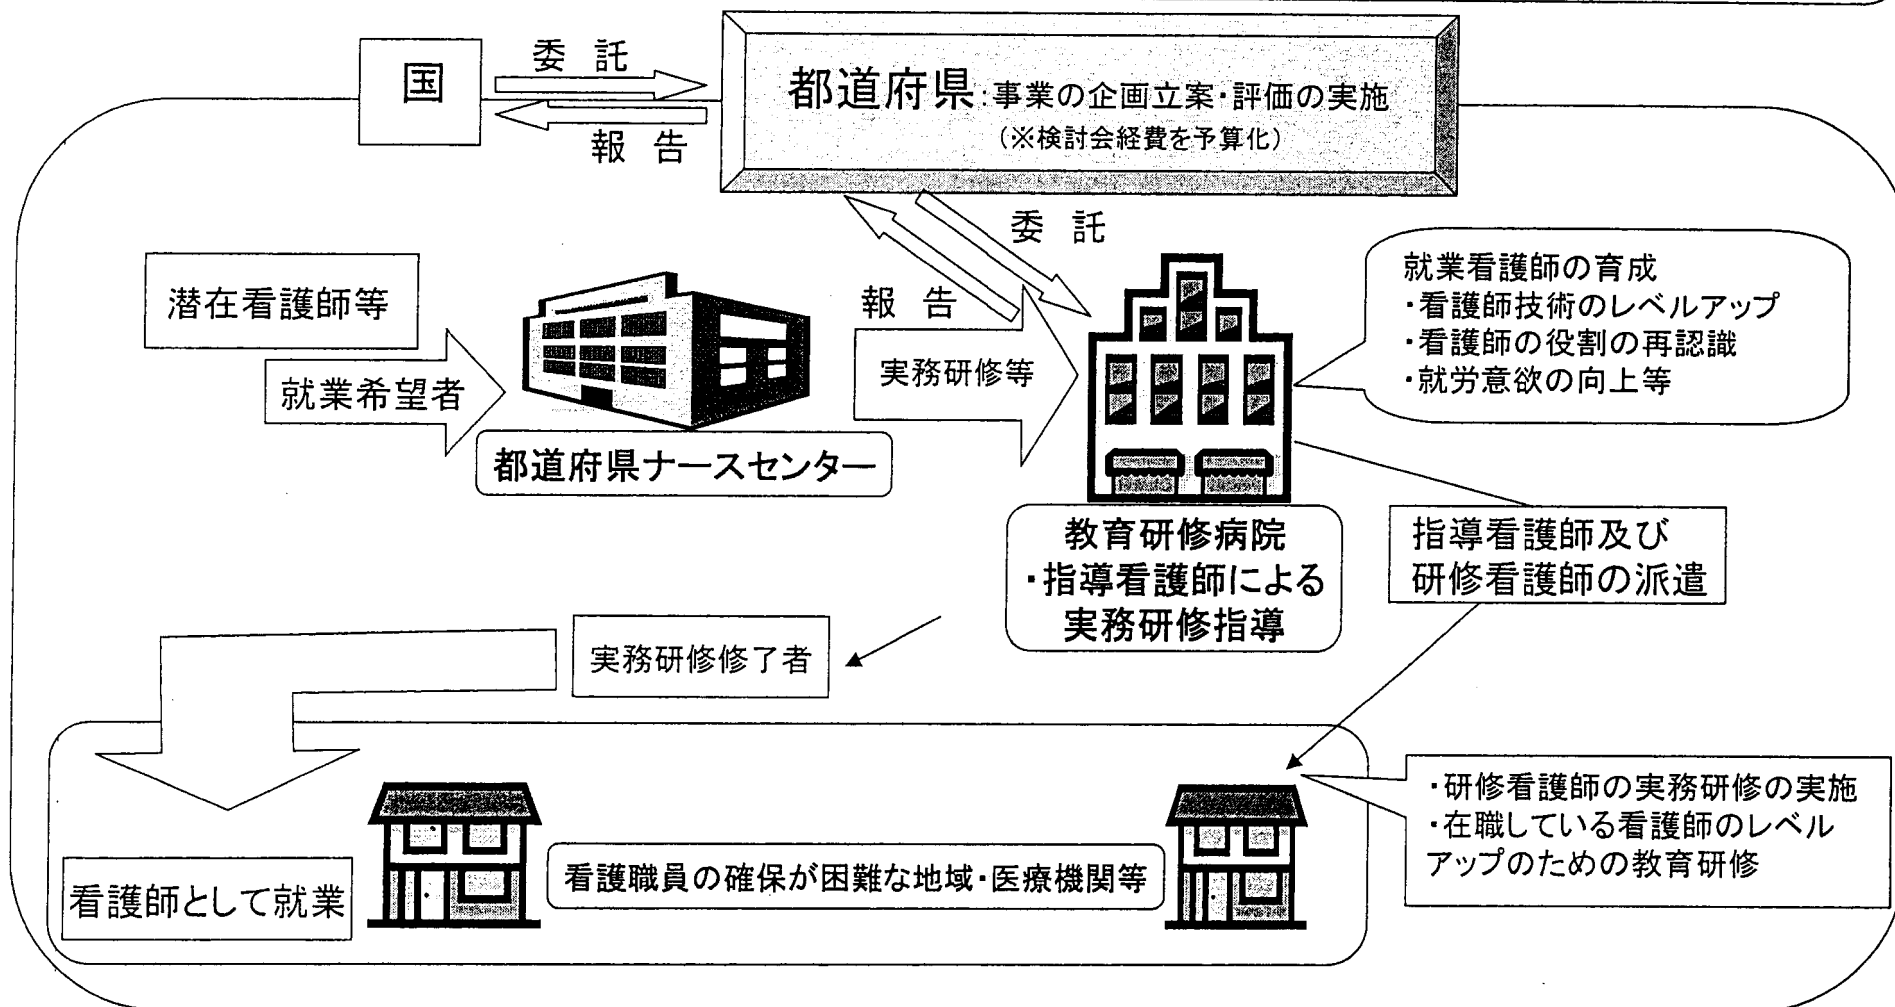 国
委 託
報 告
都道府県:事業の企画立案・評価の実施
(※検討会経費を予算化)
委 託
報 告
潜在看護師等
就業希望者
都道府県ナースセンター
実務研修等
就業看護師の育成
・看護師技術のレベルアップ
・看護師の役割の再認識
・就労意欲の向上等
教育研修病院
・指導看護師による
実務研修指導
指導看護師及び
研修看護師の派遣
実務研修修了者
看護師として就業
看護職員の確保が困難な地域・医療機関等
・研修看護師の実務研修の実施
・在職している看護師のレベル
アップのための教育研修